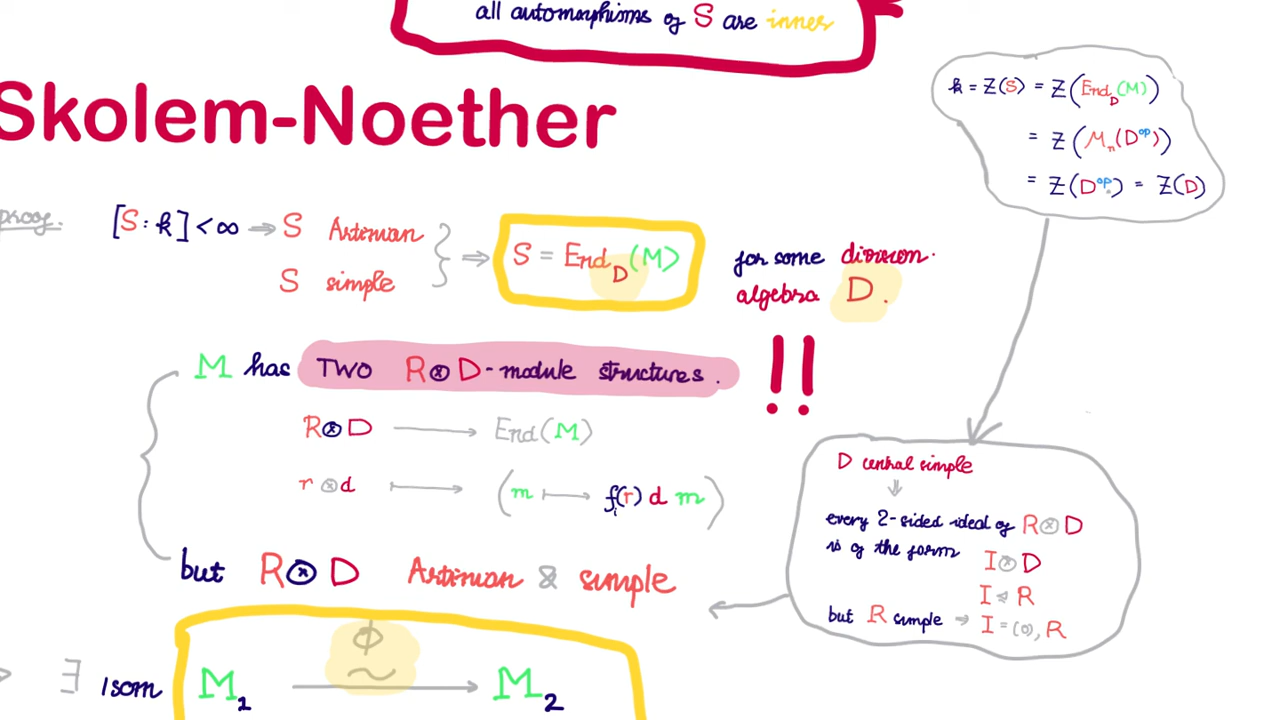 all automorphisms of S are inner
Skolem-Noether
k = Z(S) = Z(End_D(M))
= Z(M_n(D^op))
= Z(D^op) = Z(D)
proof.
[S:k] < ∞ ⇒ S Artinian
S simple
⇒ S = End_D(M)
for some division
algebra D.
M has TWO R⊗D-module structures. !!
R⊗D ⟶ End(M)
r⊗d ⟼ (m ⟼ f(r) d m)
but R⊗D Artinian & simple
D central simple
⇓
every 2-sided ideal of R⊗D
is of the form I⊗D
I ⊲ R
but R simple ⇒ I = (0), R
∃ isom M_1 ⟶ M_2
ϕ
~